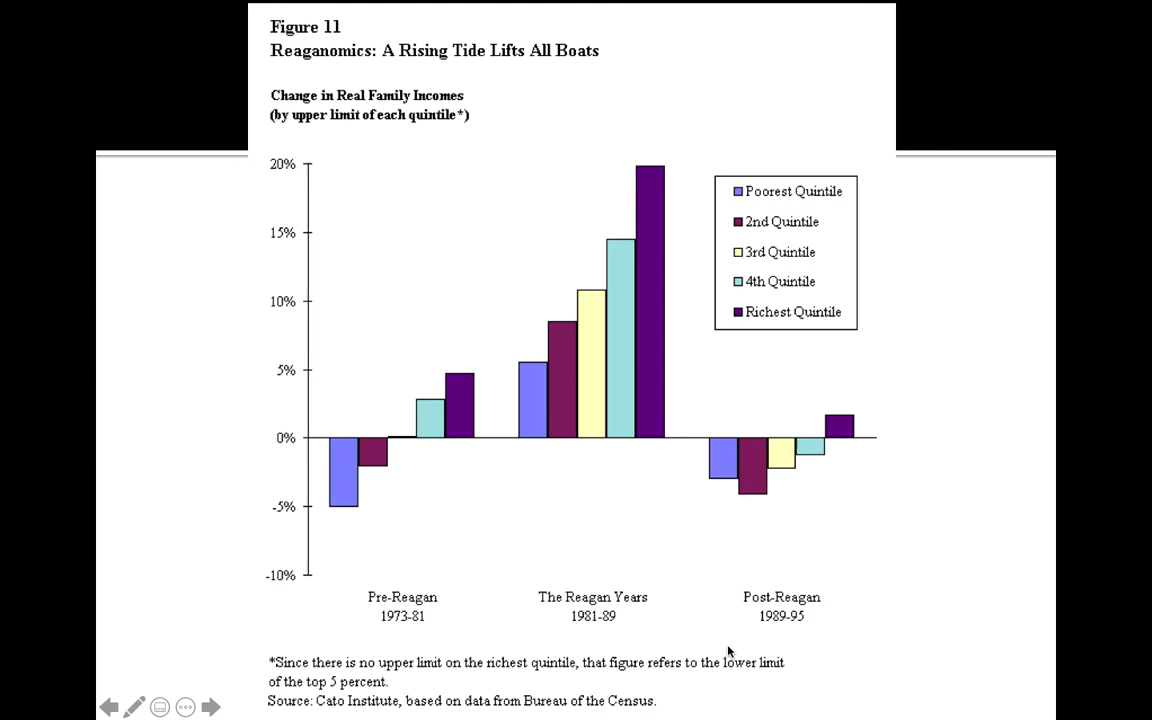 Figure 11
Reaganomics: A Rising Tide Lifts All Boats
Change in Real Family Incomes
(by upper limit of each quintile*)
20%
15%
10%
5%
0%
-5%
-10%
Poorest Quintile
2nd Quintile
3rd Quintile
4th Quintile
Richest Quintile
Pre-Reagan
1973-81
The Reagan Years
1981-89
Post-Reagan
1989-95
*Since there is no upper limit on the richest quintile, that figure refers to the lower limit
of the top 5 percent.
Source: Cato Institute, based on data from Bureau of the Census.